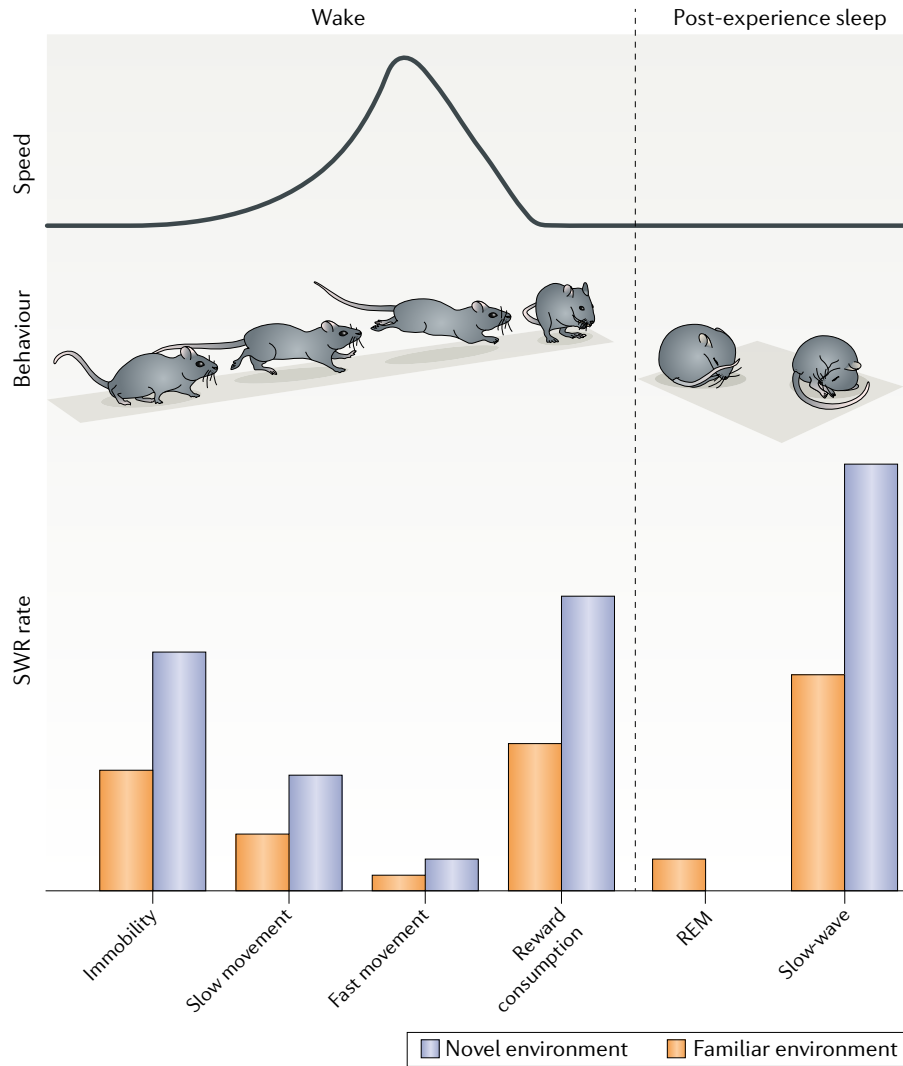 Wake
Post-experience sleep
Speed
Behaviour
SWR rate
Immobility
Slow movement
Fast movement
Reward
consumption
REM
Slow-wave
Novel environment
Familiar environment